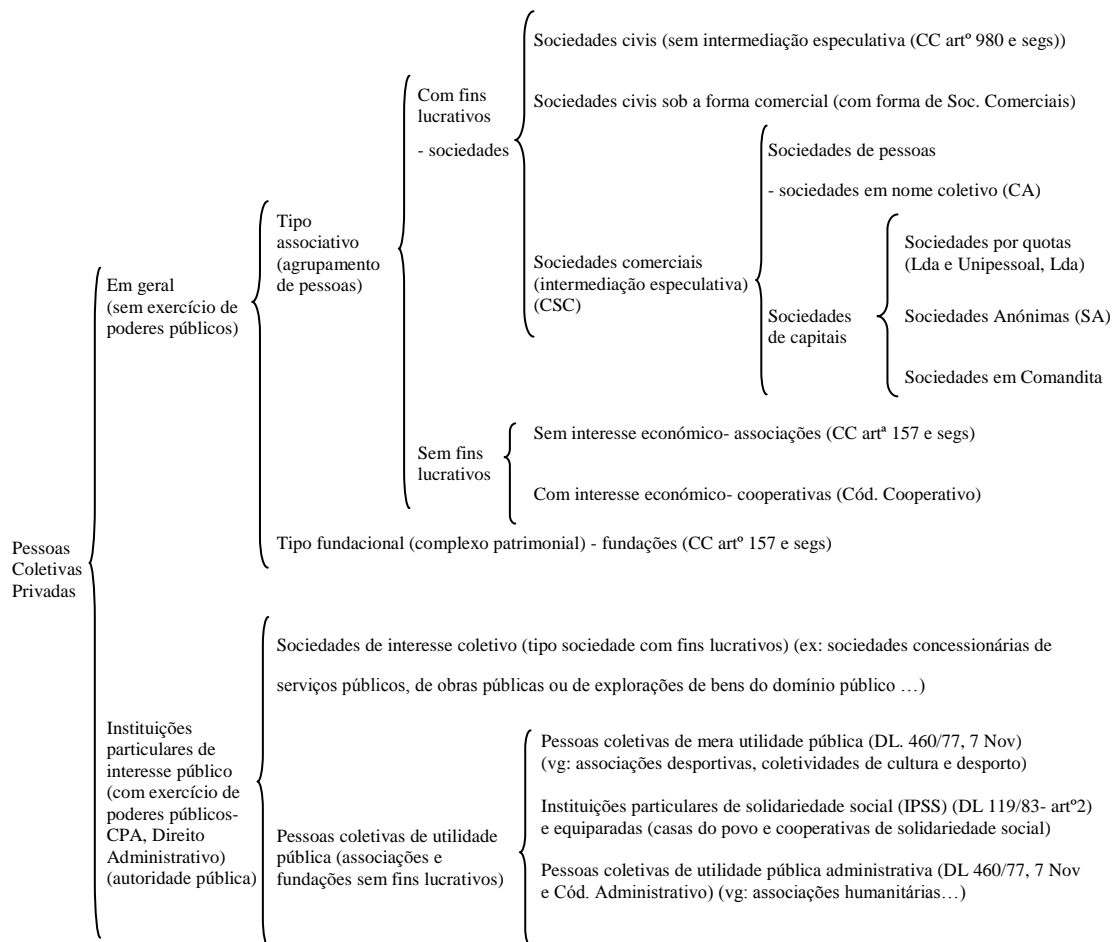 Sociedades civis (sem intermediação especulativa (CC artº 980 e segs))
Com fins
lucrativos
- sociedades
Sociedades civis sob a forma comercial (com forma de Soc. Comerciais)
Sociedades de pessoas
- sociedades em nome coletivo (CA)
Tipo
associativo
(agrupamento
de pessoas)
Sociedades comerciais
(intermediação especulativa)
(CSC)
Sociedades por quotas
(Lda e Unipessoal, Lda)
Em geral
(sem exercício de
poderes públicos)
Sociedades
de capitais
Sociedades Anónimas (SA)
Sociedades em Comandita
Sem fins
lucrativos
Sem interesse económico- associações (CC artª 157 e segs)
Com interesse económico- cooperativas (Cód. Cooperativo)
Pessoas
Coletivas
Privadas
Tipo fundacional (complexo patrimonial) - fundações (CC artº 157 e segs)
Sociedades de interesse coletivo (tipo sociedade com fins lucrativos) (ex: sociedades concessionárias de
serviços públicos, de obras públicas ou de explorações de bens do domínio público …)
Instituições
particulares de
interesse público
(com exercício de
poderes públicos-
CPA, Direito
Administrativo)
(autoridade pública)
Pessoas coletivas de utilidade
pública (associações e
fundações sem fins lucrativos)
Pessoas coletivas de mera utilidade pública (DL. 460/77, 7 Nov)
(vg: associações desportivas, coletividades de cultura e desporto)
Instituições particulares de solidariedade social (IPSS) (DL 119/83- artº2)
e equiparadas (casas do povo e cooperativas de solidariedade social)
Pessoas coletivas de utilidade pública administrativa (DL 460/77, 7 Nov
e Cód. Administrativo) (vg: associações humanitárias…)